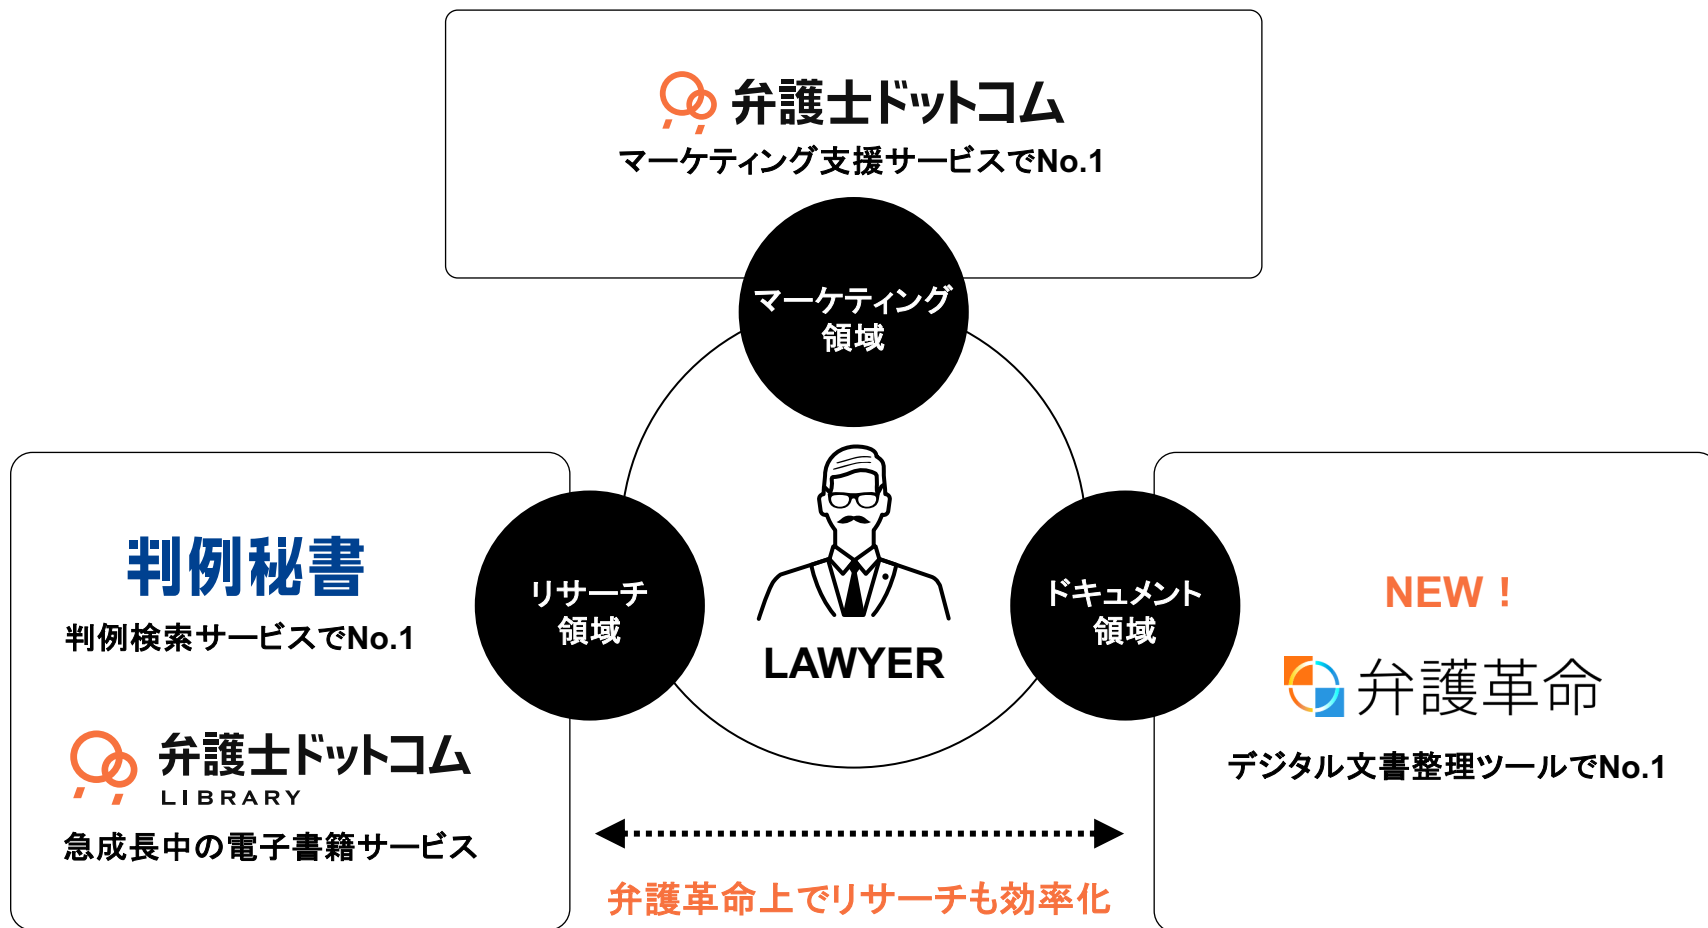 弁護士ドットコム
マーケティング支援サービスでNo.1
マーケティング
領域
判例秘書
判例検索サービスでNo.1
弁護士ドットコム
LIBRARY
急成長中の電子書籍サービス
リサーチ
領域
LAWYER
ドキュメント
領域
NEW！
弁護革命
デジタル文書整理ツールでNo.1
弁護革命上でリサーチも効率化